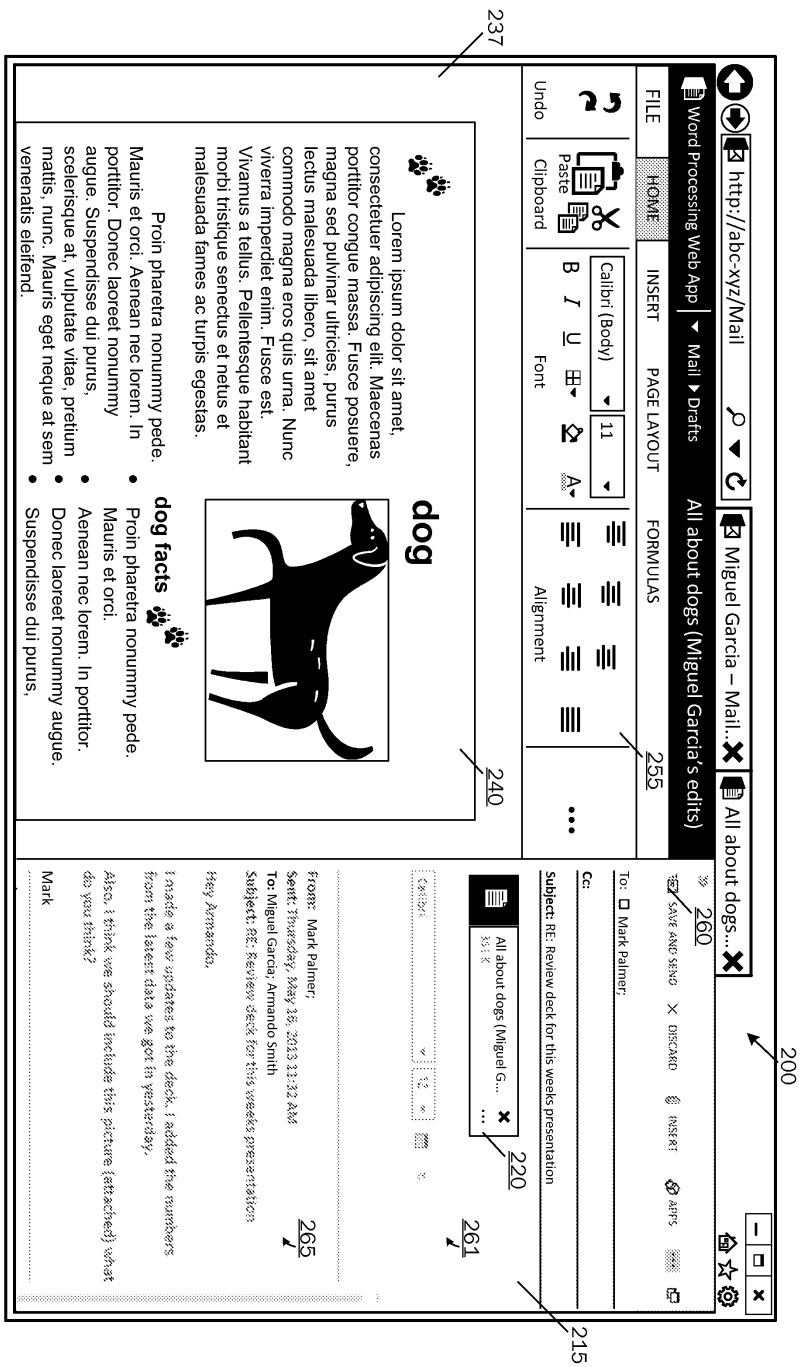 200
http://abc-xyz/Mail
Miguel Garcia – Mail...
All about dogs...
Word Processing Web App
Mail
Drafts
All about dogs (Miguel Garcia's edits)
FILE
HOME
INSERT
PAGE LAYOUT
FORMULAS
255
Undo
Paste
Clipboard
Calibri (Body)
11
B I U
A
Font
Alignment
...
237
240
dog
Lorem ipsum dolor sit amet,
consectetuer adipiscing elit. Maecenas
porttitor congue massa. Fusce posuere,
magna sed pulvinar ultricies, purus
lectus malesuada libero, sit amet
commodo magna eros quis urna. Nunc
viverra imperdiet enim. Fusce est.
Vivamus a tellus. Pellentesque habitant
morbi tristique senectus et netus et
malesuada fames ac turpis egestas.
Proin pharetra nonummy pede.
Mauris et orci. Aenean nec lorem. In
porttitor. Donec laoreet nonummy
augue. Suspendisse dui purus,
scelerisque at, vulputate vitae, pretium
mattis, nunc. Mauris eget neque at sem
venenatis eleifend.
dog facts
• Proin pharetra nonummy pede.
Mauris et orci.
• Aenean nec lorem. In porttitor.
• Donec laoreet nonummy augue.
• Suspendisse dui purus,
260
SAVE AND SEND
DISCARD
INSERT
APPS
To: Mark Palmer;
Cc:
Subject: RE: Review deck for this weeks presentation
All about dogs (Miguel G...
351 K
...
220
Calibri
12
261
215
From: Mark Palmer;
Sent: Thursday, May 16, 2013 11:32 AM
To: Miguel Garcia; Armando Smith
Subject: RE: Review deck for this weeks presentation
265
Hey Armando,
I made a few updates to the deck. I added the numbers
from the latest data we got in yesterday.
Also, I think we should include this picture (attached) what
do you think?
Mark